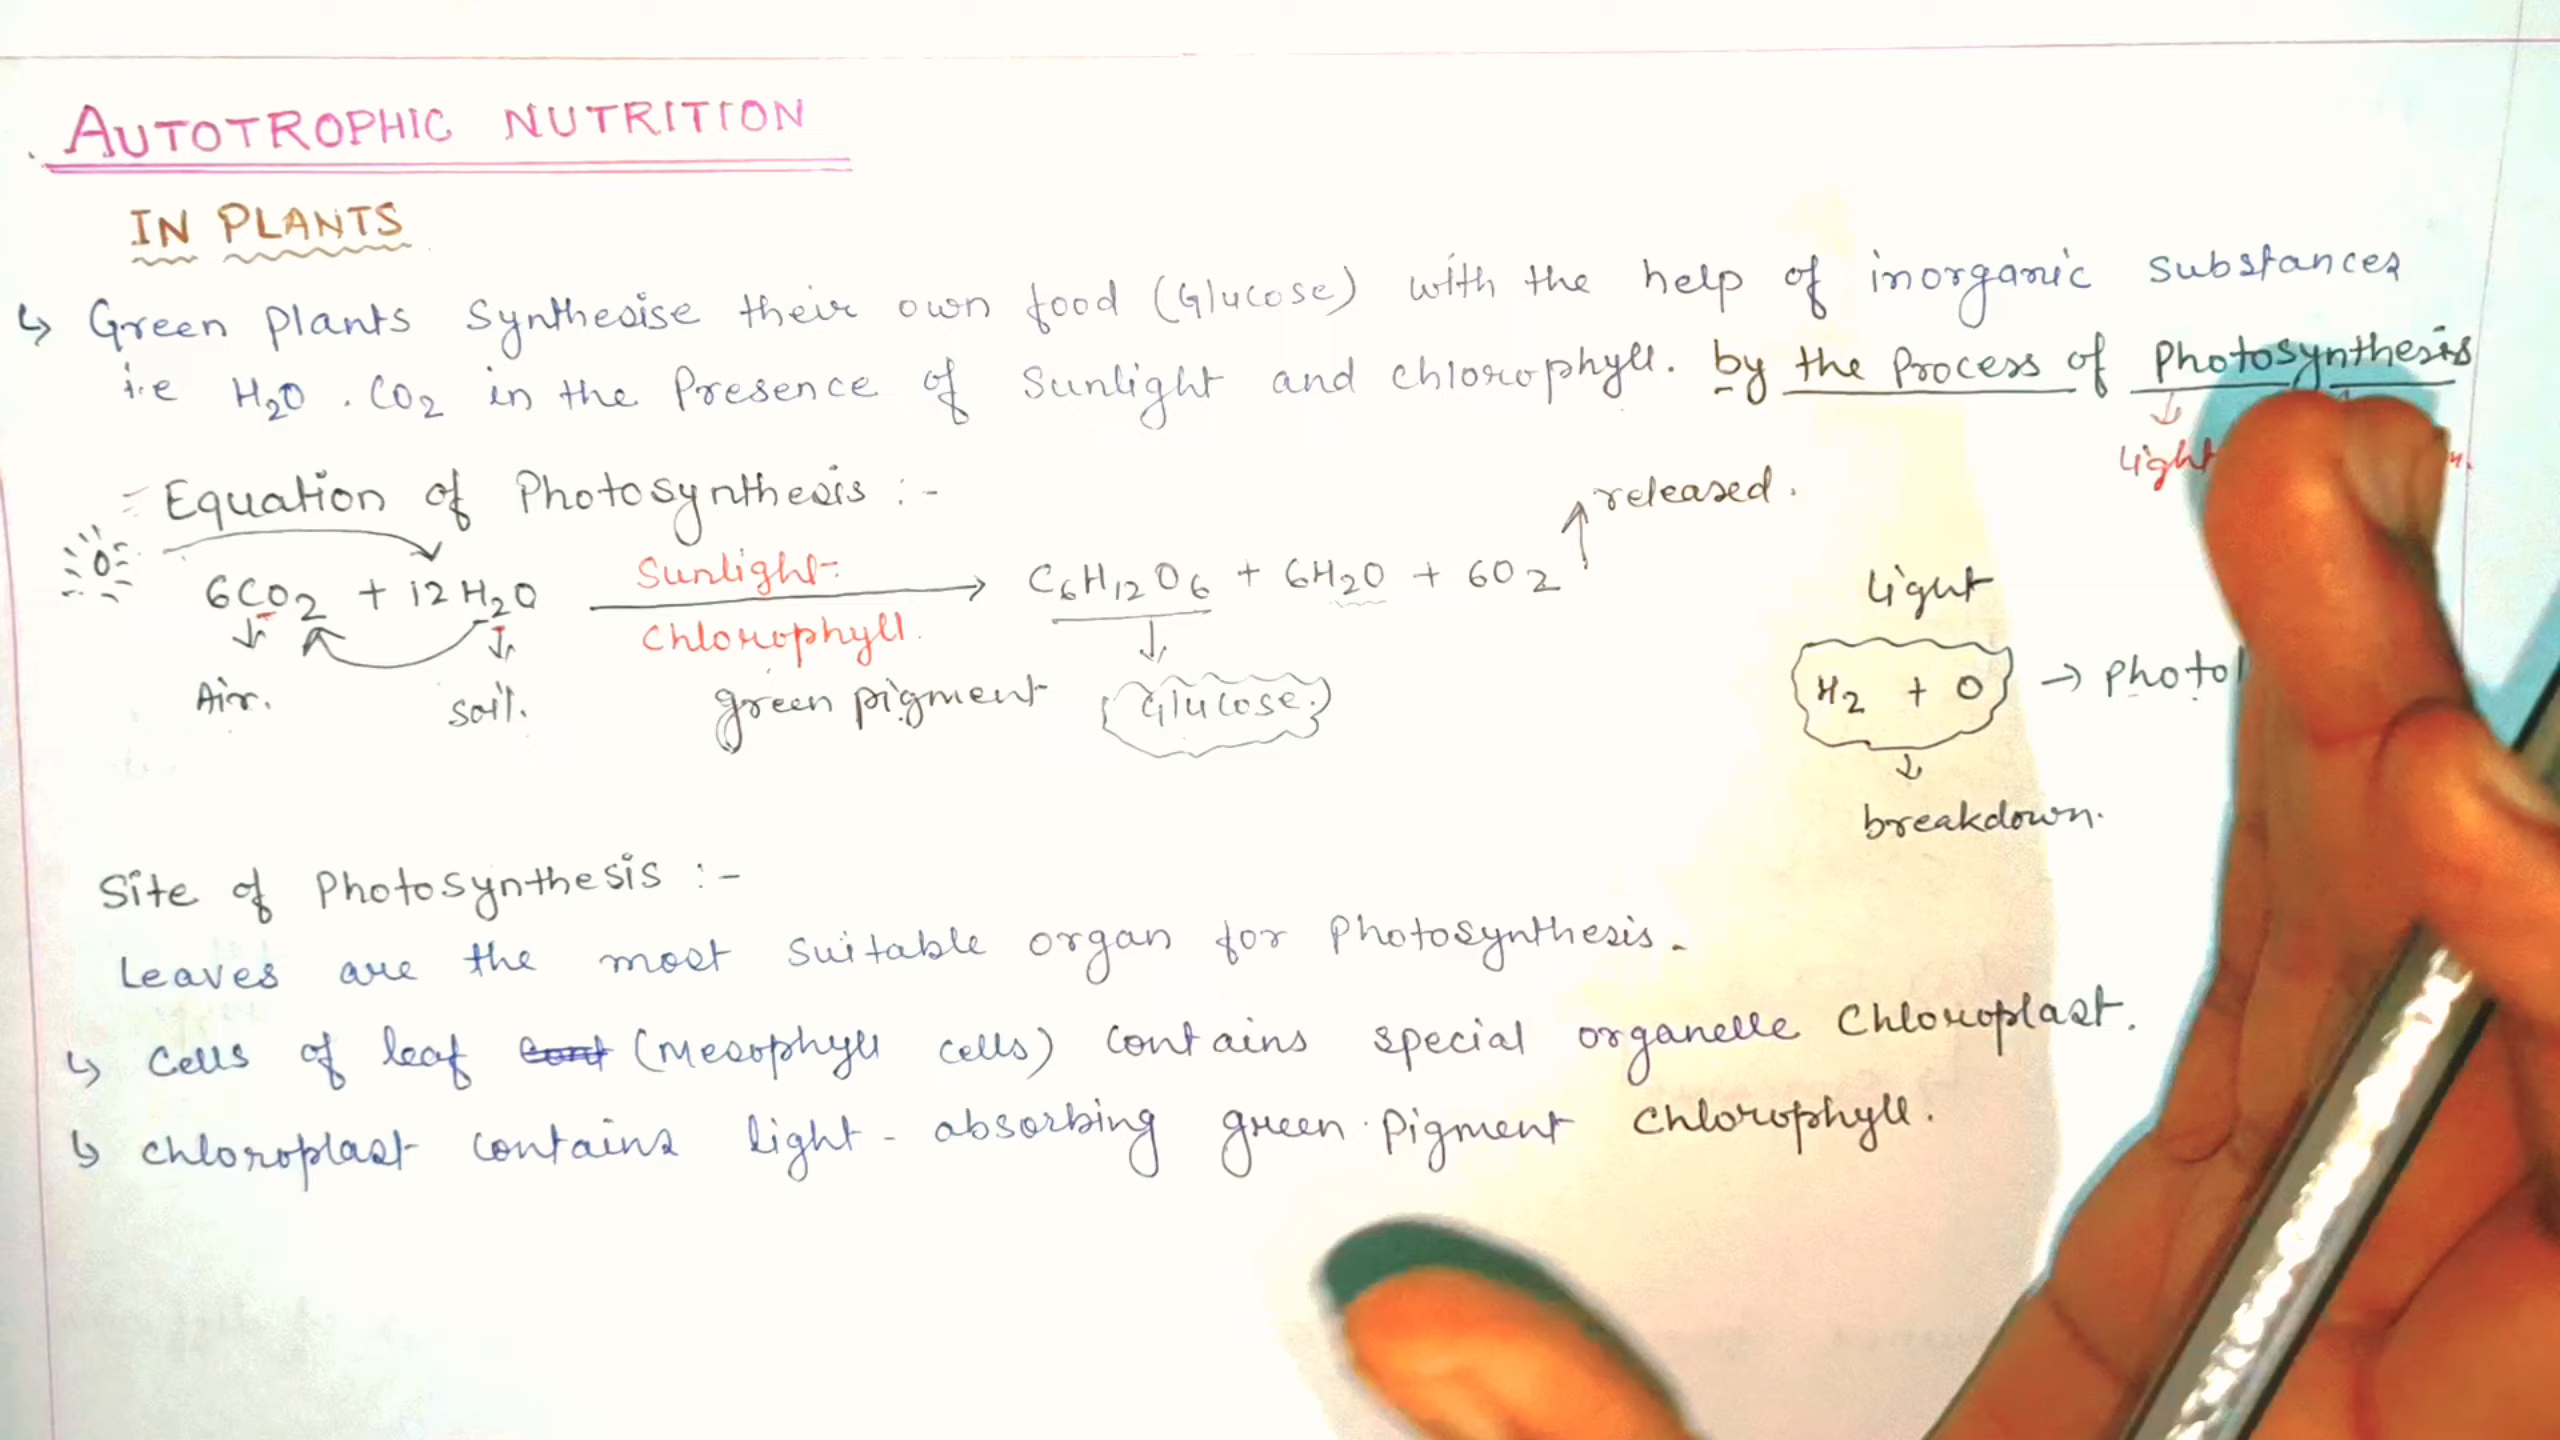 AUTOTROPHIC NUTRITION
IN PLANTS
↳ Green plants synthesise their own food (Glucose) with the help of inorganic substances
i.e H₂O . CO₂ in the Presence of Sunlight and chlorophyll. by the Process of Photosynthesis
↓
Light
Equation of Photosynthesis :-
6CO₂ + 12H₂O Sunlight Chlorophyll → C₆H₁₂O₆ + 6H₂O + 6O₂ ↑ released.
↓ Air. ↓ soil. green pigment ↓ Glucose.
Light
H₂ + O →
↓
breakdown.
Site of Photosynthesis :-
Leaves are the most suitable organ for Photosynthesis.
↳ Cells of leaf cont (Mesophyll cells) contains special organelle Chloroplast.
↳ chloroplast contains light - absorbing green pigment chlorophyll.